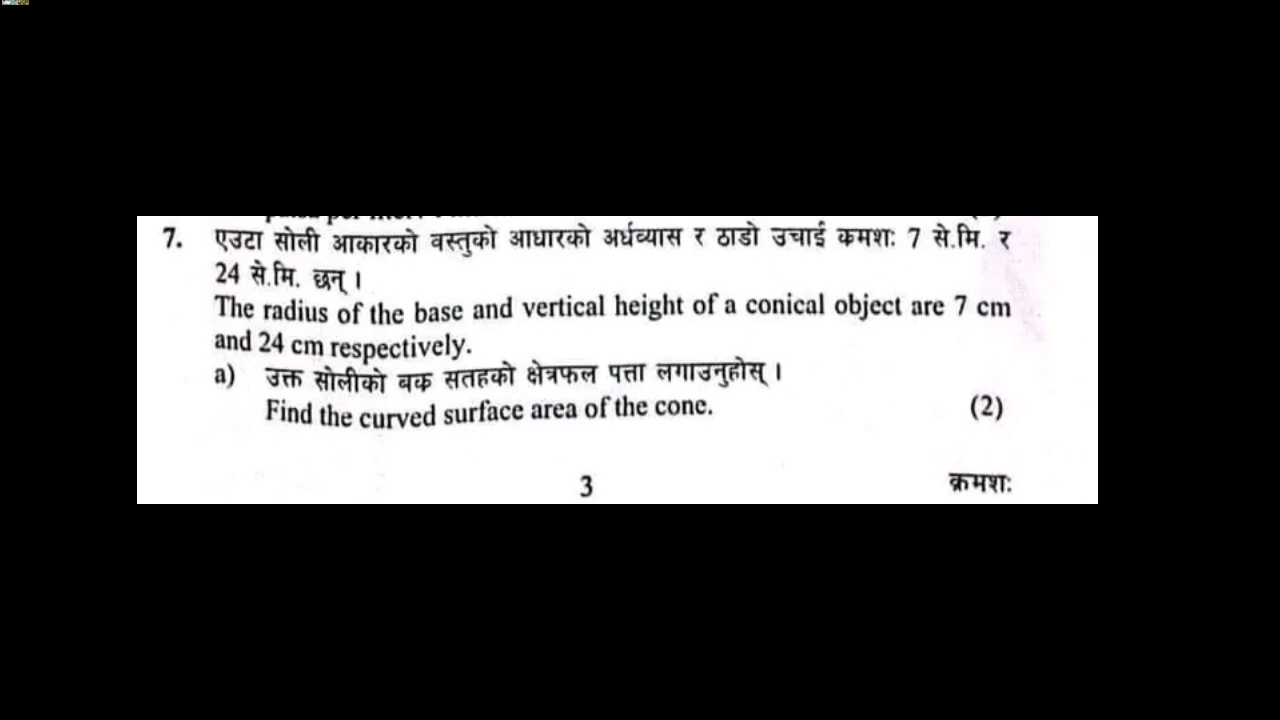 7. एउटा सोली आकारको वस्तुको आधारको अर्धव्यास र ठाडो उचाई कमशः 7 से.मि. र
24 से.मि. छन् ।
The radius of the base and vertical height of a conical object are 7 cm
and 24 cm respectively.
a) उक्त सोलीको बक्र सतहको क्षेत्रफल पत्ता लगाउनुहोस् ।
Find the curved surface area of the cone. (2)
3 क्रमशः